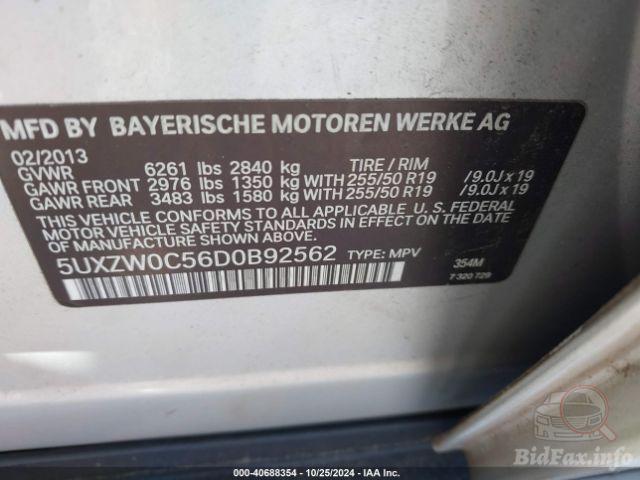 MFD BY BAYERISCHE MOTOREN WERKE AG
02/2013
GVWR 6261 lbs 2840 kg TIRE / RIM
GAWR FRONT 2976 lbs 1350 kg WITH 255/50 R19 /9.0J x 19
GAWR REAR 3483 lbs 1580 kg WITH 255/50 R19 /9.0J x 19
THIS VEHICLE CONFORMS TO ALL APPLICABLE U. S. FEDERAL
MOTOR VEHICLE SAFETY STANDARDS IN EFFECT ON THE
DATE OF MANUFACTURE SHOWN ABOVE.
5UXZW0C56D0B92562 TYPE: MPV 354M
7 320 729
BidFax.info
www.BidFax.info - 40688354 | 10/25/2024 - IAA Inc.